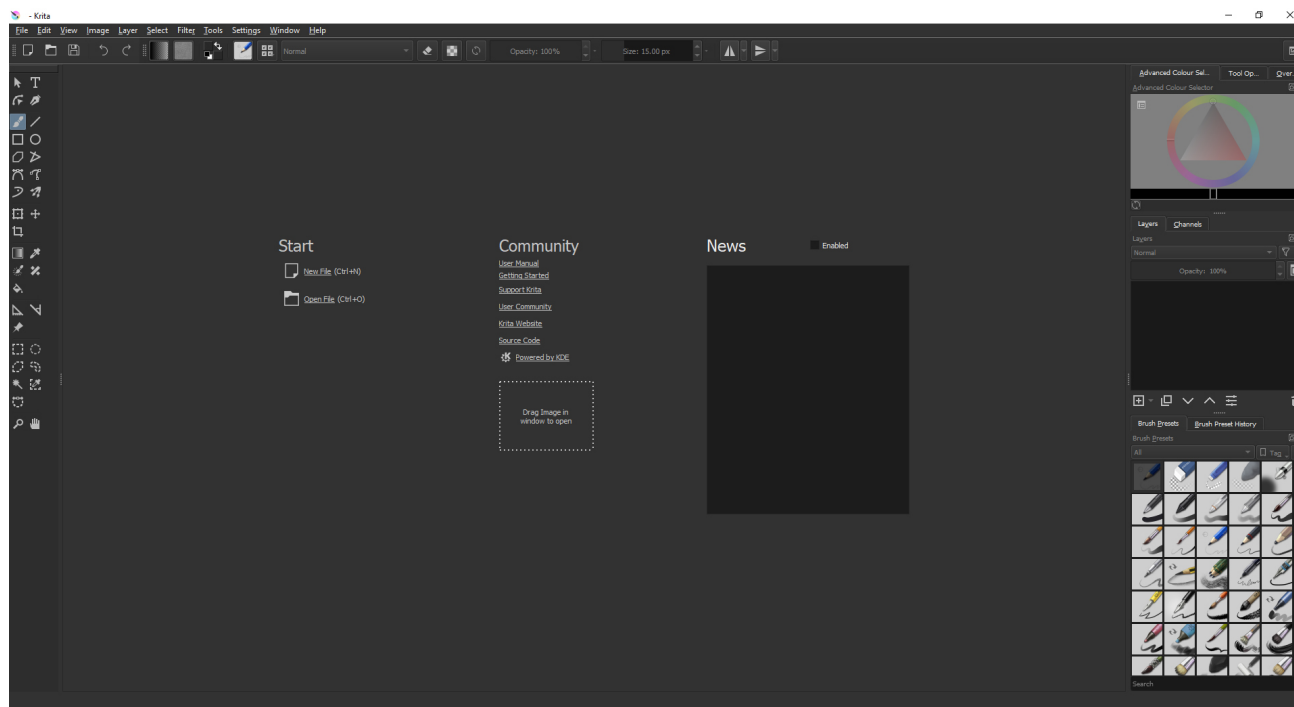 - Krita
File Edit View Image Layer Select Filter Tools Settings Window Help
Normal
Opacity: 100%
Size: 15.00 px
Start
New File (Ctrl+N)
Open File (Ctrl+O)
Community
User Manual
Getting Started
Support Krita
User Community
Krita Website
Source Code
Powered by KDE
Drag Image in
window to open
News
Enabled
Advanced Colour Sel... Tool Op... Over.
Advanced Colour Selector
Layers Channels
Layers
Normal
Opacity: 100%
Brush Presets Brush Preset History
Brush Presets
All
Tag
Search